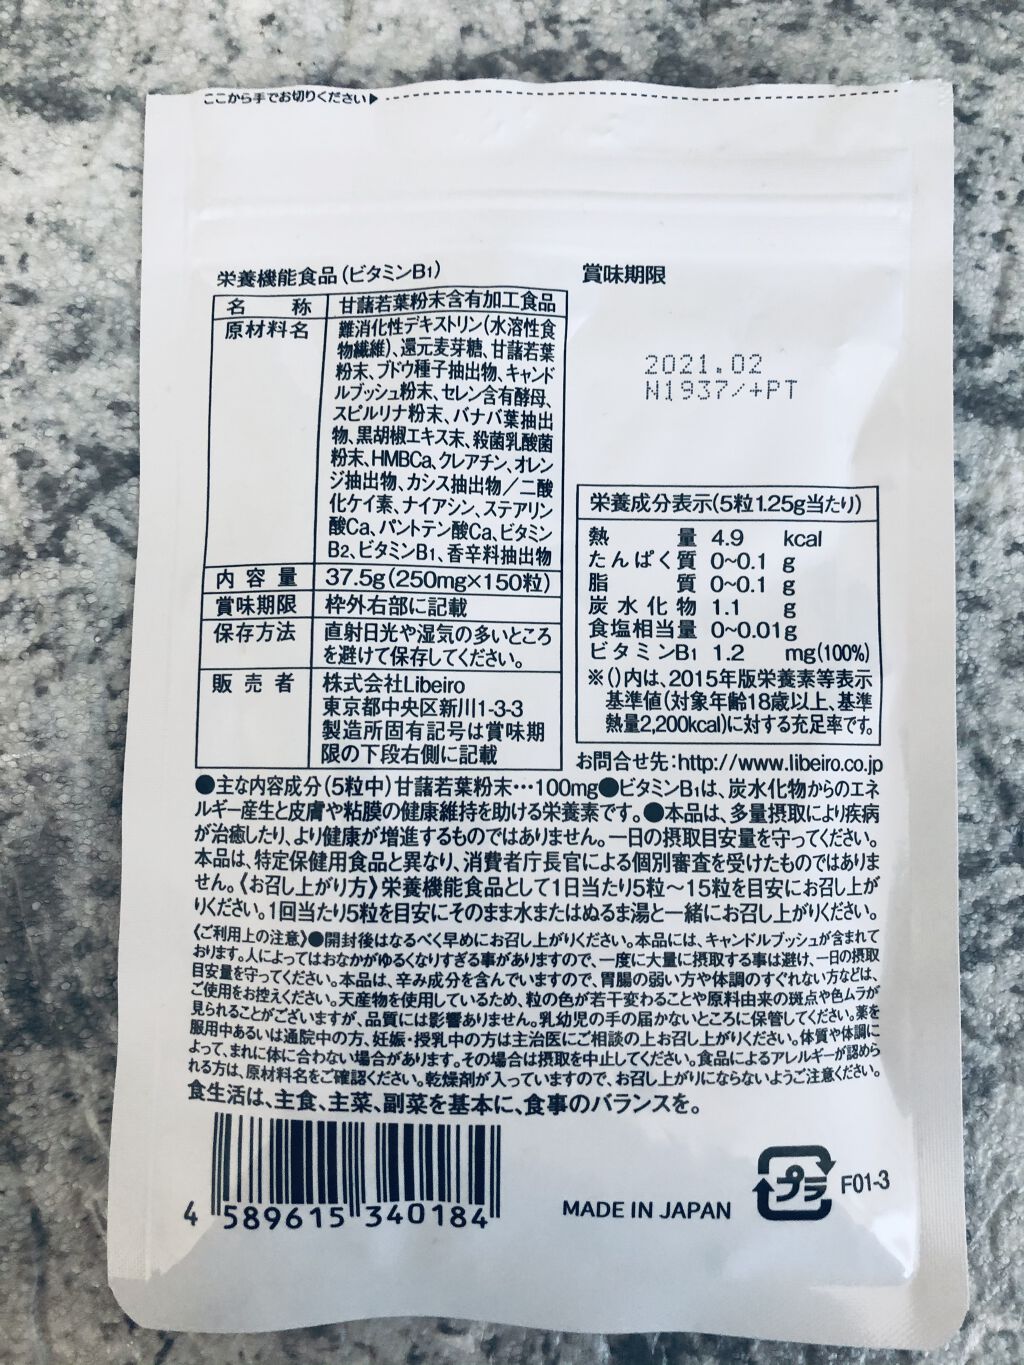 ここから手でお切りください▶
栄養機能食品(ビタミンB1)
名 称 甘藷若葉粉末含有加工食品
原材料名 難消化性デキストリン(水溶性食
物繊維)、還元麦芽糖、甘藷若葉
粉末、ブドウ種子抽出物、キャンド
ルブッシュ粉末、セレン含有酵母、
スピルリナ粉末、バナバ葉抽出
物、黒胡椒エキス末、殺菌乳酸菌
粉末、HMBCa、クレアチン、オレン
ジ抽出物、カシス抽出物/二酸
化ケイ素、ナイアシン、ステアリン
酸Ca、パントテン酸Ca、ビタミン
B2、ビタミンB1、香辛料抽出物
内容量 37.5g(250mg×150粒)
賞味期限 枠外右部に記載
保存方法 直射日光や湿気の多いところ
を避けて保存してください。
販売者 株式会社Libeiro
東京都中央区新川1-3-3
製造所固有記号は賞味期
限の下段右側に記載
賞味期限
2021.02
N1937/+PT
栄養成分表示(5粒1.25g当たり)
熱量 4.9 kcal
たんぱく質 0~0.1 g
脂質 0~0.1 g
炭水化物 1.1 g
食塩相当量 0~0.01g
ビタミンB1 1.2 mg(100%)
※()内は、2015年版栄養素等表示
基準値(対象年齢18歳以上、基準
熱量2,200kcal)に対する充足率です。
お問合せ先:http://www.libeiro.co.jp
●主な内容成分(5粒中)甘藷若葉粉末…100mg●ビタミンB1は、炭水化物からのエネ
ルギー産生と皮膚や粘膜の健康維持を助ける栄養素です。●本品は、多量摂取により疾病
が治癒したり、より健康が増進するものではありません。一日の摂取目安量を守ってください。
本品は、特定保健用食品と異なり、消費者庁長官による個別審査を受けたものではありま
せん。《お召し上がり方》栄養機能食品として1日当たり5粒～15粒を目安にお召し上が
りください。1回当たり5粒を目安にそのまま水またはぬるま湯と一緒にお召し上がりください。
《ご利用上の注意》●開封後はなるべく早めにお召し上がりください。本品には、キャンドルブッシュが含まれて
おります。人によってはおなかがゆるくなりすぎる事がありますので、一度に大量に摂取する事は避け、一日の摂取
目安量を守ってください。本品は、辛み成分を含んでいますので、胃腸の弱い方や体調のすぐれない方などは、
ご使用をお控えください。天産物を使用しているため、粒の色が若干変わることや原料由来の斑点や色ムラが
見られることがございますが、品質には影響ありません。乳幼児の手の届かないところに保管してください。薬を
服用中あるいは通院中の方、妊娠・授乳中の方は主治医にご相談の上お召し上がりください。体質や体調に
よって、まれに体に合わない場合があります。その場合は摂取を中止してください。食品によるアレルギーが認めら
れる方は、原材料名をご確認ください。乾燥剤が入っていますので、お召し上がりにならないようご注意ください。
食生活は、主食、主菜、副菜を基本に、食事のバランスを。
4 589615 340184
MADE IN JAPAN
プラ
F01-3